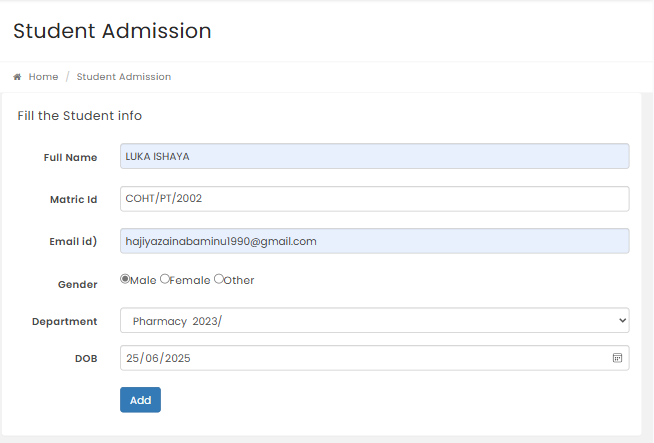 Student Admission
Home / Student Admission
Fill the Student info
Full Name LUKA ISHAYA
Matric Id COHT/PT/2002
Email id) hajiyazainabaminu1990@gmail.com
Gender Male Female Other
Department Pharmacy 2023/
DOB 25/06/2025
Add